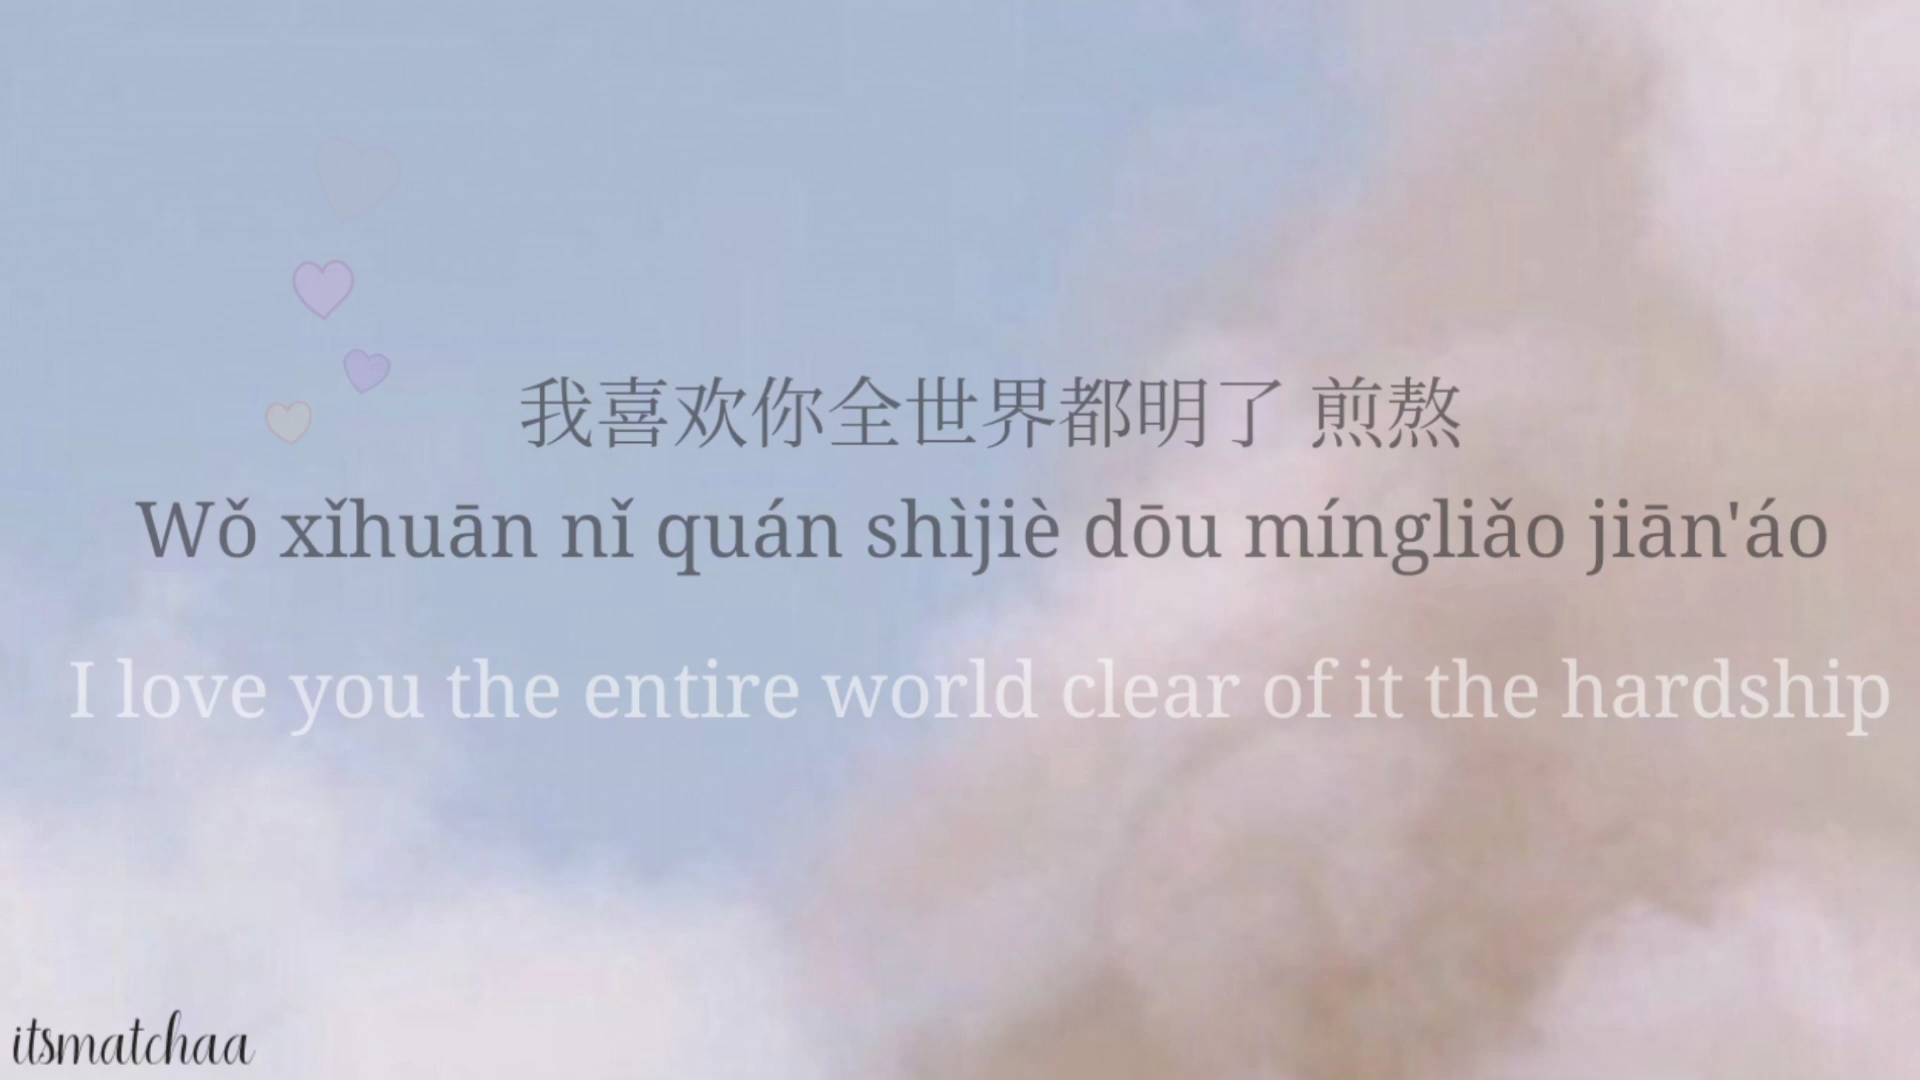 我喜欢你全世界都明了 煎熬
Wǒ xǐhuān nǐ quán shìjiè dōu míngliǎo jiān'áo
I love you the entire world clear of it the hardship
itsmatchaa